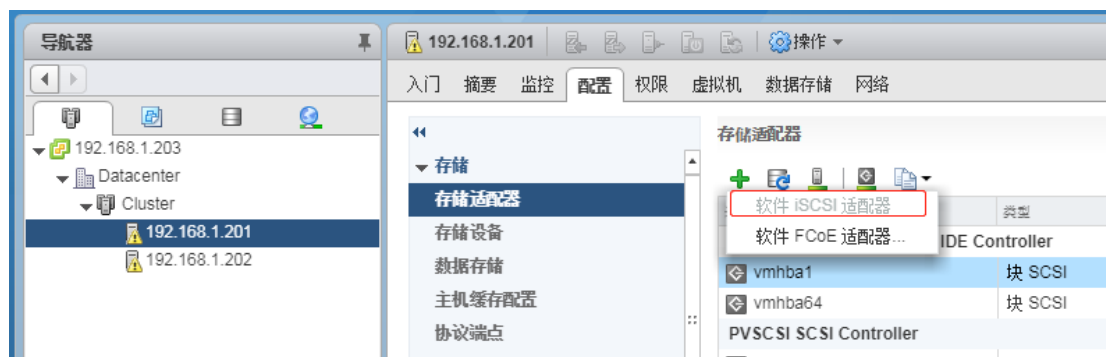 导航器
192.168.1.203
Datacenter
Cluster
192.168.1.201
192.168.1.202
192.168.1.201 操作
入门 摘要 监控 配置 权限 虚拟机 数据存储 网络
存储
存储适配器
存储设备
数据存储
主机缓存配置
协议端点
存储适配器
软件 iSCSI 适配器
软件 FCoE 适配器...
类型
IDE Controller
vmhba1 块 SCSI
vmhba64 块 SCSI
PVSCSI SCSI Controller